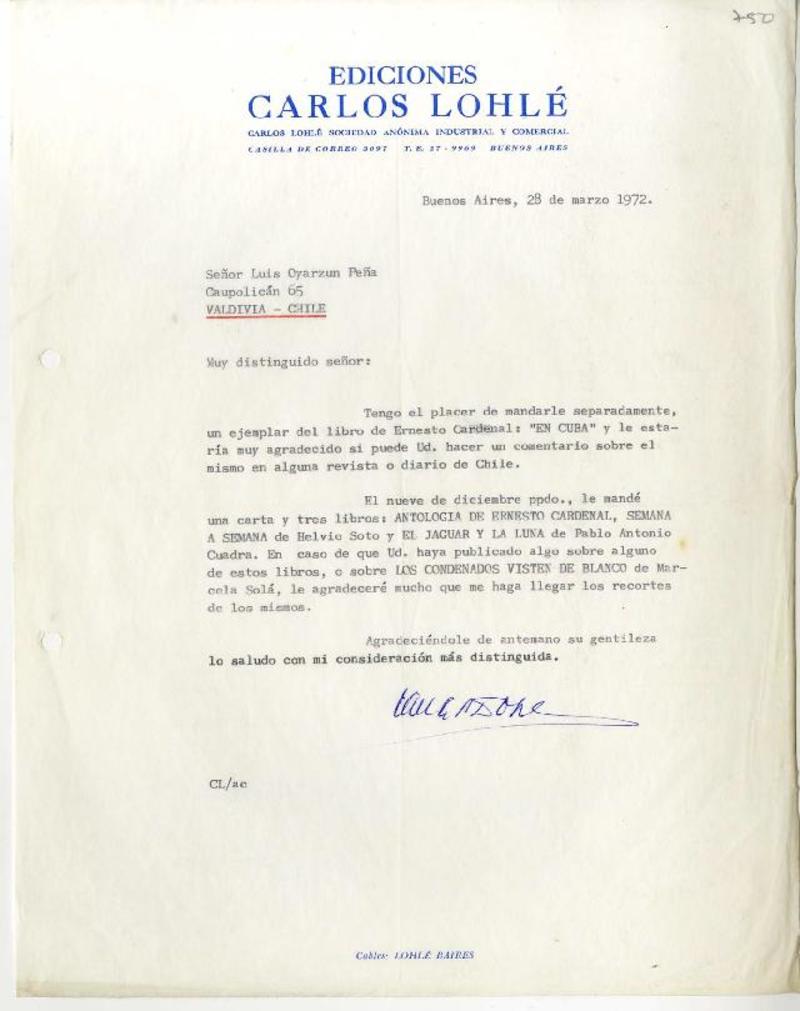 750
EDICIONES
CARLOS LOHLÉ
CARLOS LOHLÉ SOCIEDAD ANÓNIMA INDUSTRIAL Y COMERCIAL
CASILLA DE CORREO 3097 T. E. 27 - 9969 BUENOS AIRES
Buenos Aires, 28 de marzo 1972.
Señor Luis Oyarzun Peña
Caupolicán 65
VALDIVIA - CHILE
Muy distinguido señor:
Tengo el placer de mandarle separadamente,
un ejemplar del libro de Ernesto Cardenal: "EN CUBA" y le esta-
ría muy agradecido si puede Ud. hacer un comentario sobre el
mismo en alguna revista o diario de Chile.
El nueve de diciembre ppdo., le mandé
una carta y tres libros: ANTOLOGIA DE ERNESTO CARDENAL, SEMANA
A SEMANA de Helvio Soto y EL JAGUAR Y LA LUNA de Pablo Antonio
Cuadra. En caso de que Ud. haya publicado algo sobre alguno
de estos libros, o sobre LOS CONDENADOS VISTEN DE BLANCO de Mar-
cela Solá, le agradeceré mucho que me haga llegar los recortes
de los mismos.
Agradeciéndole de antemano su gentileza
lo saludo con mi consideración más distinguida.
CL/ac
Cables: LOHLÉ BAIRES